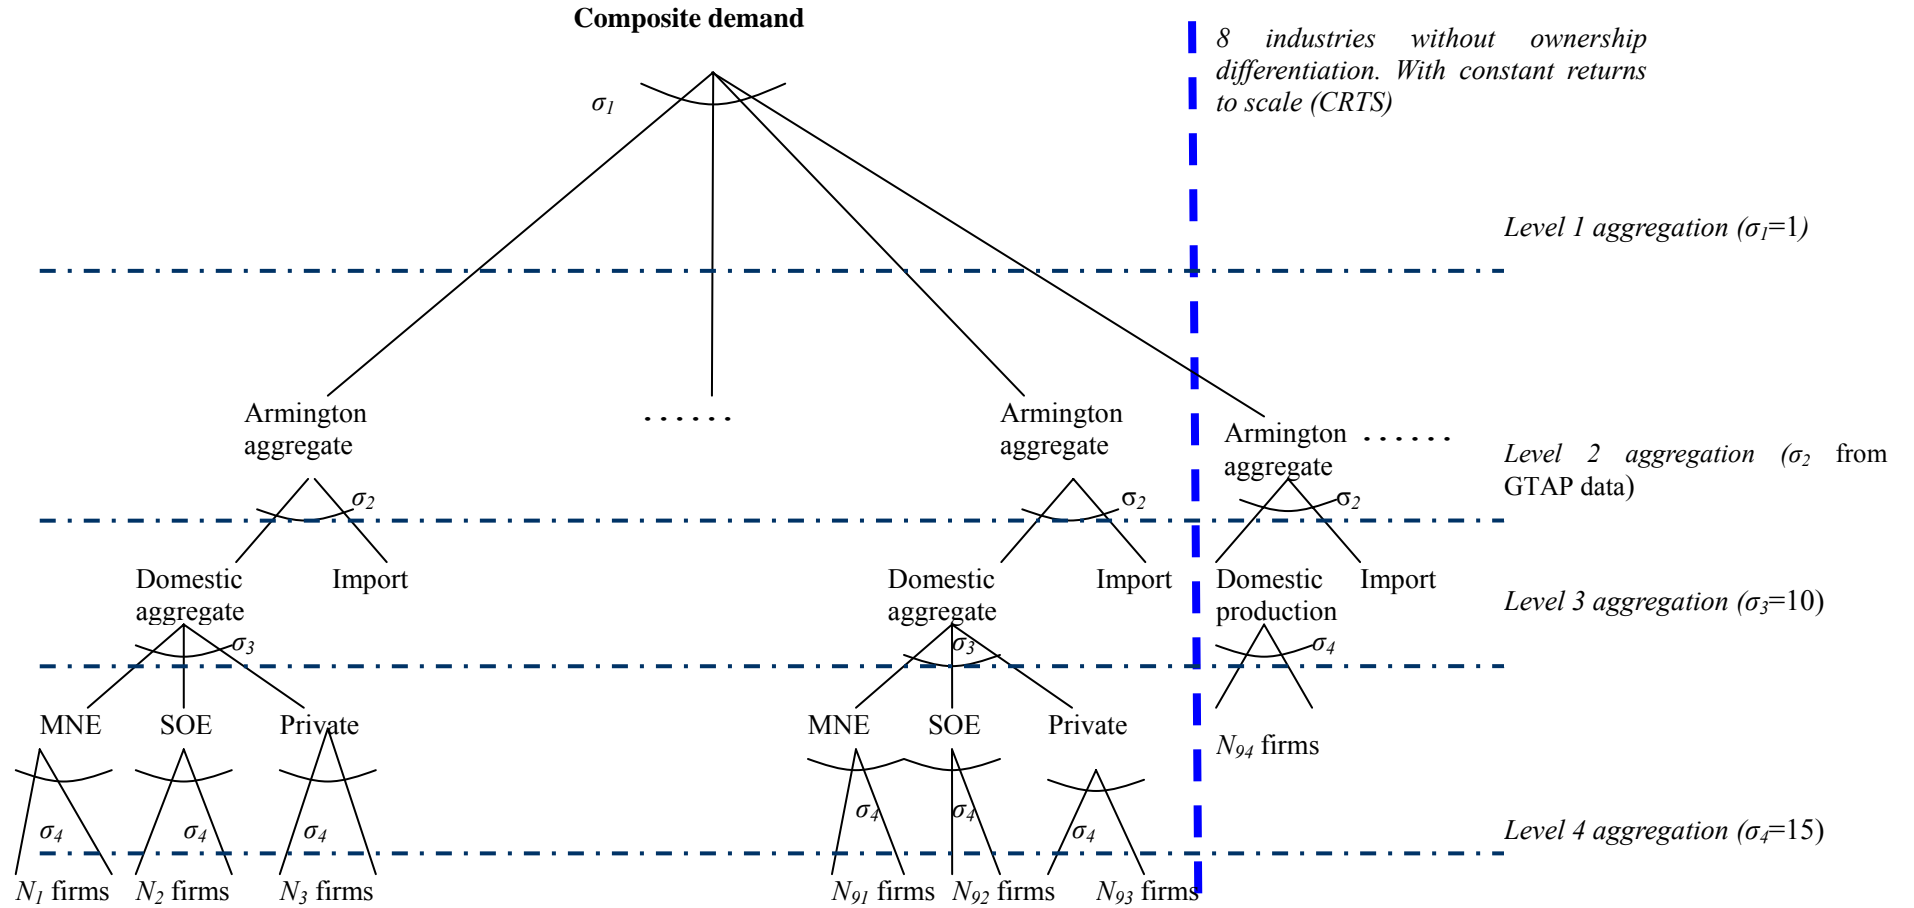 Composite demand
8 industries without ownership
differentiation. With constant returns
to scale (CRTS)
σ1
Level 1 aggregation (σ1=1)
Armington
aggregate
. . . . . .
Armington
aggregate
Armington . . . . . .
aggregate
Level 2 aggregation (σ2 from
GTAP data)
σ2
σ2
σ2
Domestic
aggregate
Import
Domestic
aggregate
Import
Domestic
production
Import
Level 3 aggregation (σ3=10)
σ3
σ3
σ4
MNE
SOE
Private
MNE
SOE
Private
N94 firms
σ4
σ4
σ4
σ4
σ4
σ4
Level 4 aggregation (σ4=15)
N1 firms
N2 firms
N3 firms
N91 firms
N92 firms
N93 firms